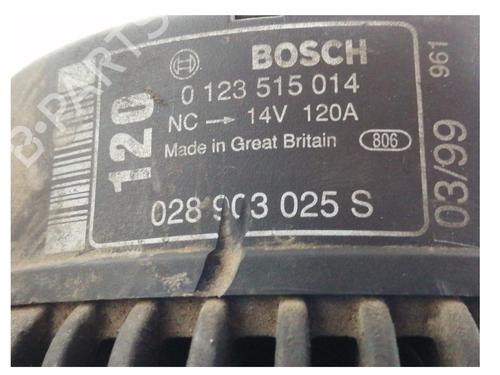 B-PARTS
BOSCH
0 123 515 014
NC → 14V 120A
Made in Great Britain
806
028 903 025 S
120
961
03/99